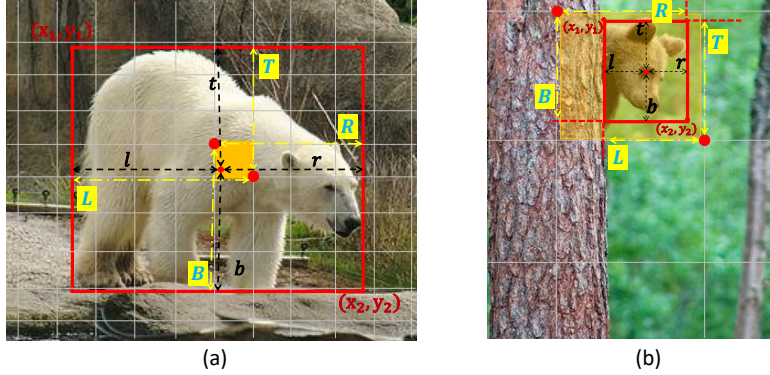 (x₁, y₁)
t
T
R
l
r
L
B
b
(x₂, y₂)
(a)
R
(x₁, y₁)
t
T
l
r
B
b
(x₂, y₂)
L
(b)